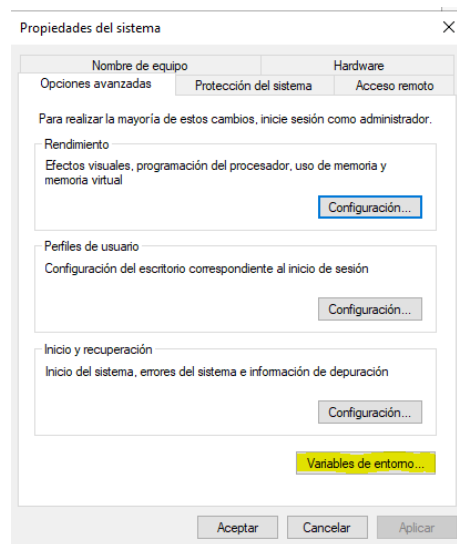 Propiedades del sistema
Nombre de equipo Hardware
Opciones avanzadas Protección del sistema Acceso remoto
Para realizar la mayoría de estos cambios, inicie sesión como administrador.
Rendimiento
Efectos visuales, programación del procesador, uso de memoria y
memoria virtual
Configuración...
Perfiles de usuario
Configuración del escritorio correspondiente al inicio de sesión
Configuración...
Inicio y recuperación
Inicio del sistema, errores del sistema e información de depuración
Configuración...
Variables de entorno...
Aceptar Cancelar Aplicar